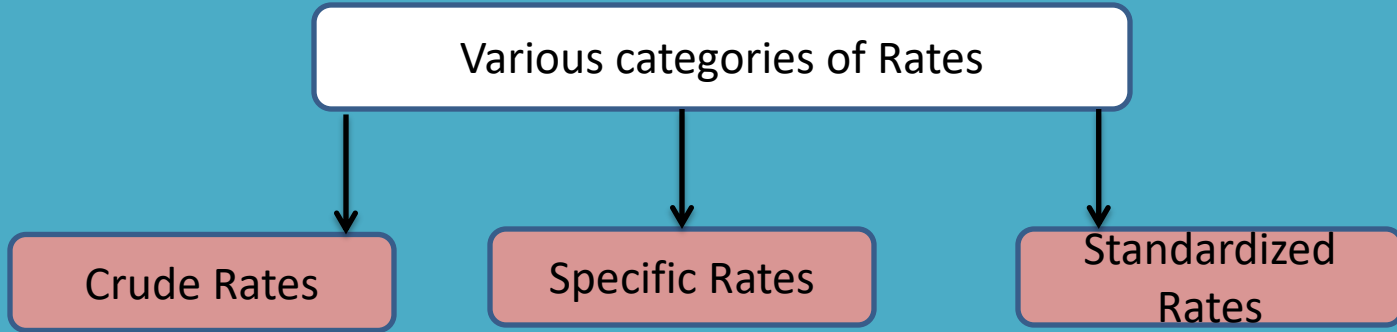 Various categories of Rates
Crude Rates
Specific Rates
Standardized
Rates